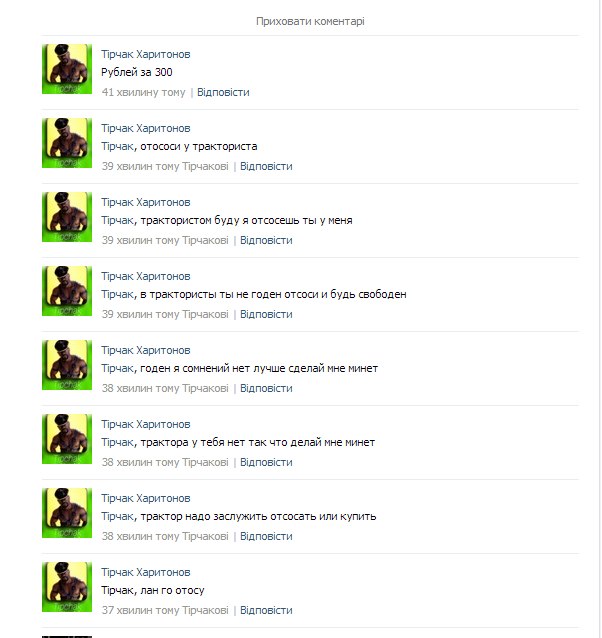 Приховати коментарі
Тірчак Харитонов
Рублей за 300
41 хвилину тому | Відповісти
Тірчак Харитонов
Тірчак, отососи у тракториста
39 хвилин тому Тірчакові | Відповісти
Тірчак Харитонов
Тірчак, трактористом буду я отсосешь ты у меня
39 хвилин тому Тірчакові | Відповісти
Тірчак Харитонов
Тірчак, в трактористы ты не годен отсоси и будь свободен
39 хвилин тому Тірчакові | Відповісти
Тірчак Харитонов
Тірчак, годен я сомнений нет лучше сделай мне минет
38 хвилин тому Тірчакові | Відповісти
Тірчак Харитонов
Тірчак, трактора у тебя нет так что делай мне минет
38 хвилин тому Тірчакові | Відповісти
Тірчак Харитонов
Тірчак, трактор надо заслужить отсосать или купить
38 хвилин тому Тірчакові | Відповісти
Тірчак Харитонов
Тірчак, лан го отосу
37 хвилин тому Тірчакові | Відповісти